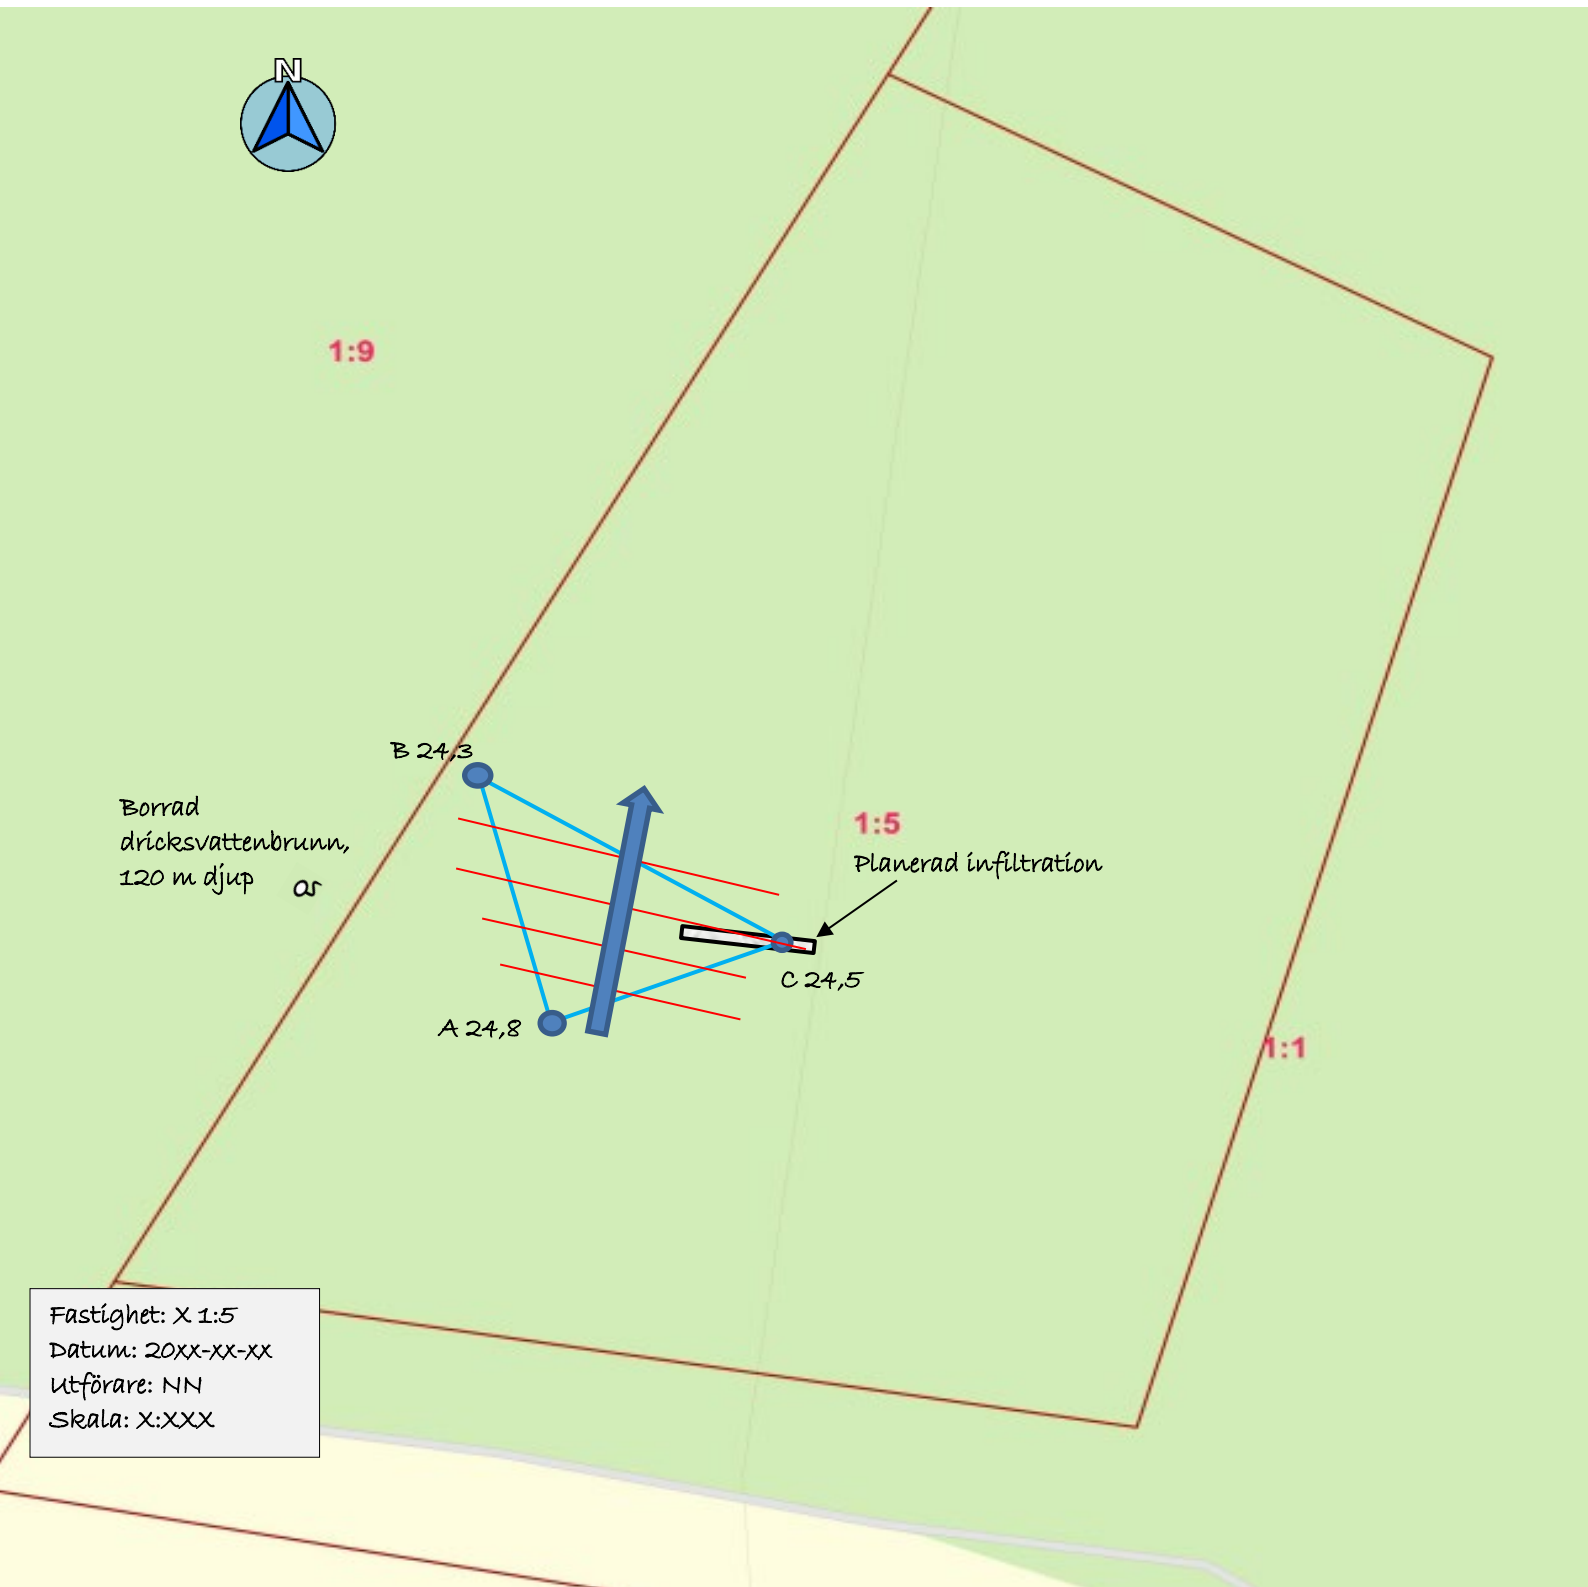 N
1:9
B 24,3
Borrad
dricksvattenbrunn,
120 m djup
1:5
Planerad infiltration
C 24,5
A 24,8
1:1
Fastighet: X 1:5
Datum: 20xx-xx-xx
Utförare: NN
Skala: X:XXX